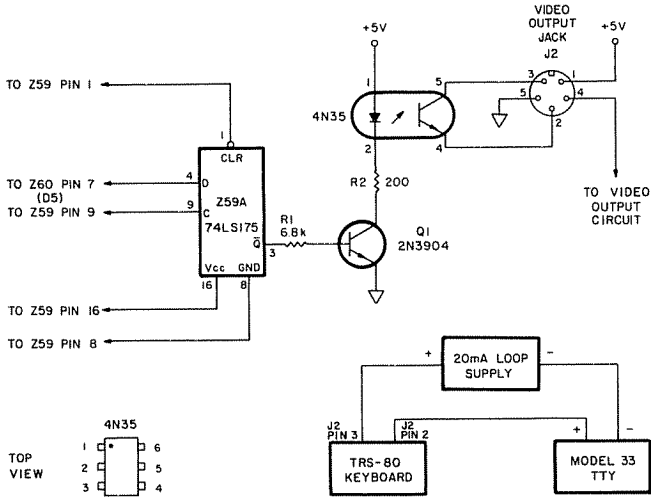 VIDEO
OUTPUT
JACK
J2
+5V
+5V
TO Z59 PIN 1
1
5
3
1
5
4
2
4N35
1
CLR
2
4
TO Z60 PIN 7
(D5)
4
D
Z59A
R2
200
TO VIDEO
OUTPUT
CIRCUIT
TO Z59 PIN 9
9
C
74LS175
R1
6.8k
Q1
2N3904
Q
3
Vcc
GND
16
8
TO Z59 PIN 16
TO Z59 PIN 8
+
20mA LOOP
SUPPLY
-
4N35
J2
PIN 3
J2
PIN 2
+
-
TOP
VIEW
1
2
3
6
5
4
TRS-80
KEYBOARD
MODEL 33
TTY